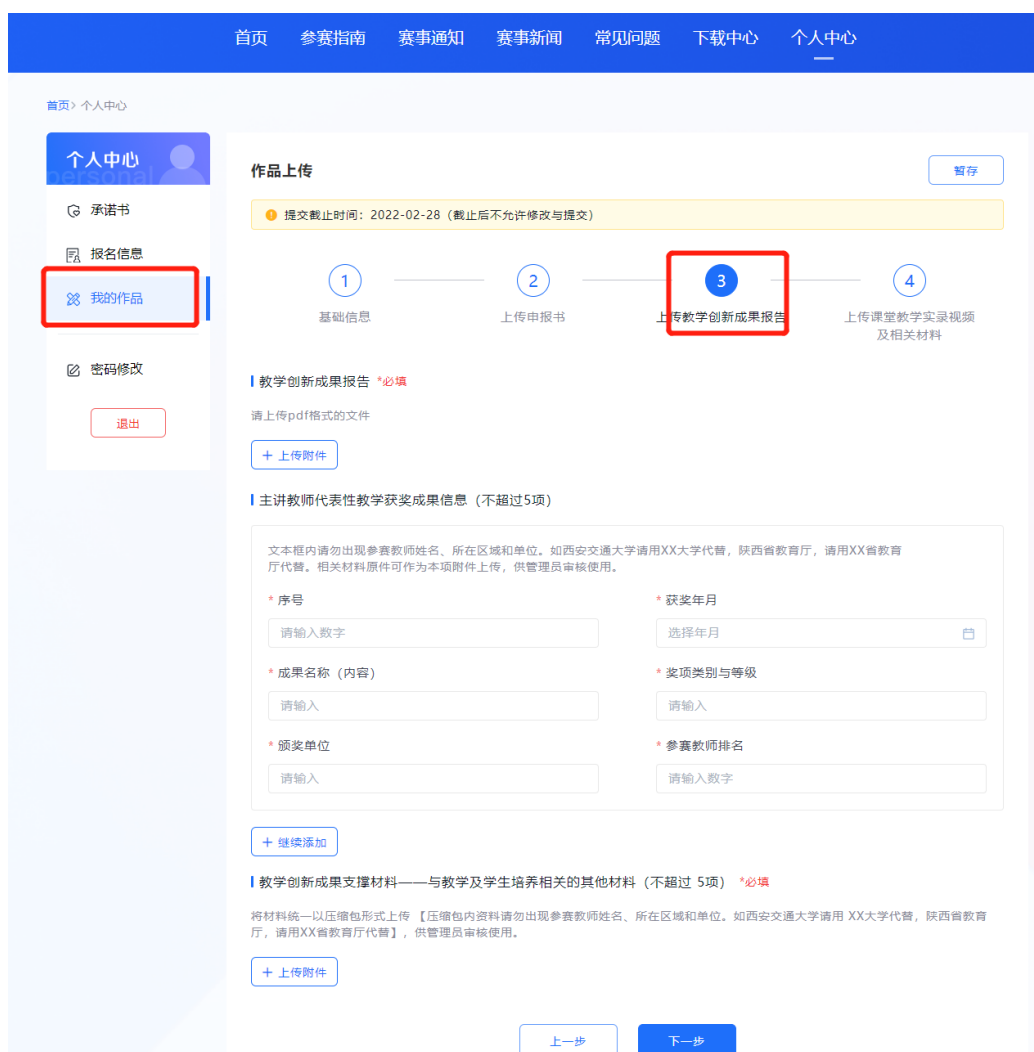 首页 参赛指南 赛事通知 赛事新闻 常见问题 下载中心 个人中心
首页> 个人中心
个人中心
personal
承诺书
报名信息
我的作品
密码修改
退出
作品上传
暂存
提交截止时间：2022-02-28（截止后不允许修改与提交）
1 2 3 4
基础信息 上传申报书 上传教学创新成果报告 上传课堂教学实录视频
及相关材料
教学创新成果报告 *必填
请上传pdf格式的文件
+ 上传附件
主讲教师代表性教学获奖成果信息（不超过5项）
文本框内请勿出现参赛教师姓名、所在区域和单位。如西安交通大学请用XX大学代替，陕西省教育厅，请用XX省教育
厅代替。相关材料原件可作为本项附件上传，供管理员审核使用。
* 序号 * 获奖年月
请输入数字 选择年月
* 成果名称（内容） * 奖项类别与等级
请输入 请输入
* 颁奖单位 * 参赛教师排名
请输入 请输入数字
+ 继续添加
教学创新成果支撑材料——与教学及学生培养相关的其他材料（不超过 5项） *必填
将材料统一以压缩包形式上传 【压缩包内资料请勿出现参赛教师姓名、所在区域和单位。如西安交通大学请用 XX大学代替，陕西省教育
厅，请用XX省教育厅代替】，供管理员审核使用。
+ 上传附件
上一步 下一步